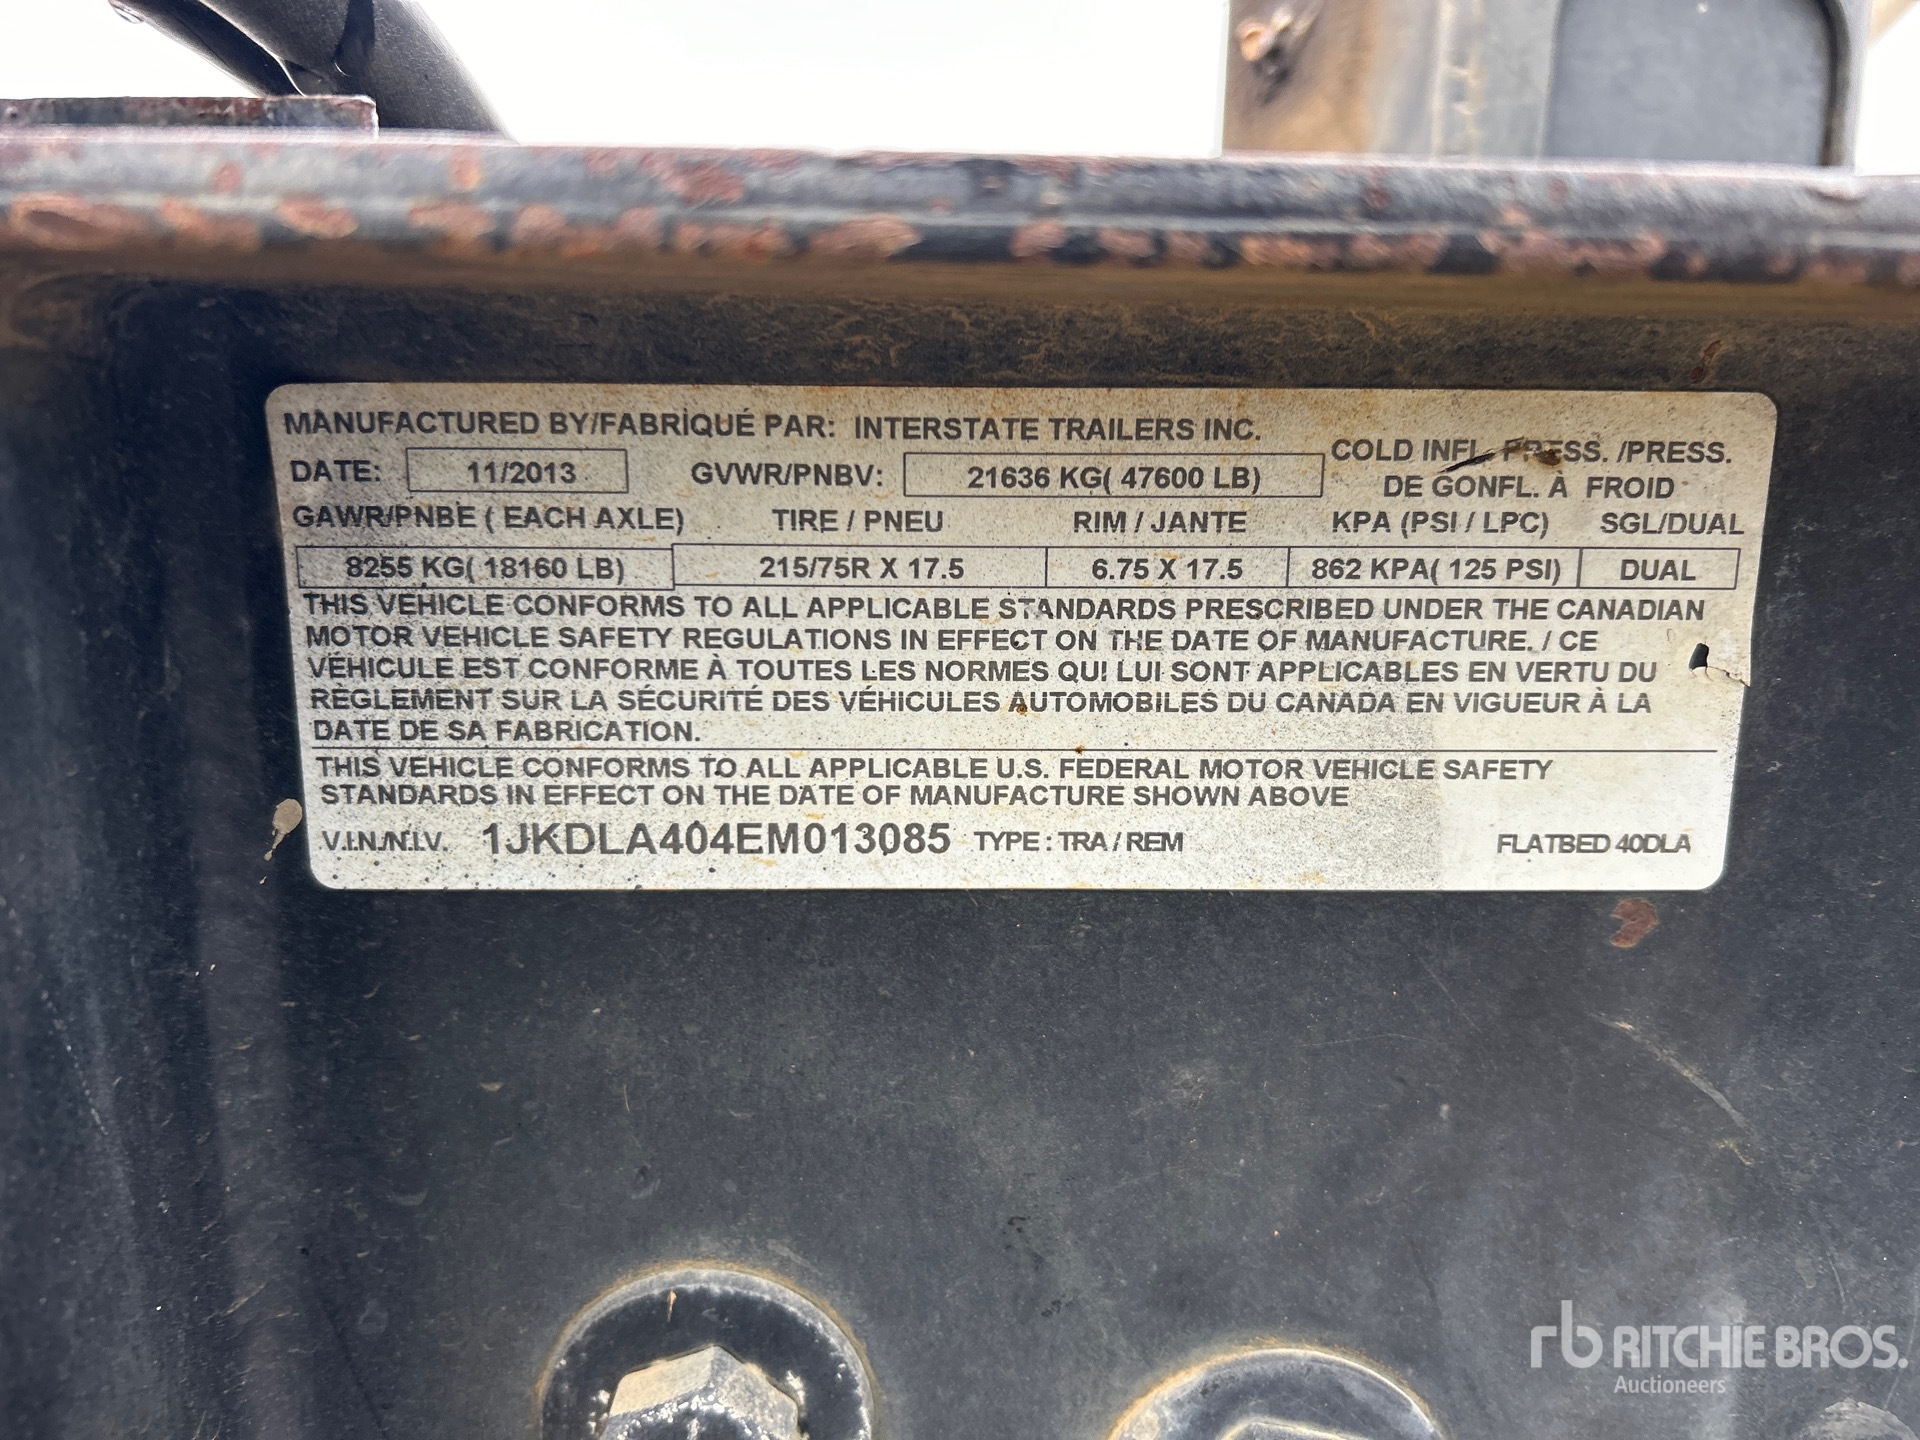 MANUFACTURED BY/FABRIQUÉ PAR: INTERSTATE TRAILERS INC.
DATE: 11/2013 GVWR/PNBV: 21636 KG( 47600 LB)
COLD INFL. PRESS. /PRESS.
DE GONFL. À FROID
GAWR/PNBE ( EACH AXLE) TIRE / PNEU RIM / JANTE KPA (PSI / LPC) SGL/DUAL
8255 KG( 18160 LB) 215/75R X 17.5 6.75 X 17.5 862 KPA( 125 PSI) DUAL
THIS VEHICLE CONFORMS TO ALL APPLICABLE STANDARDS PRESCRIBED UNDER THE CANADIAN
MOTOR VEHICLE SAFETY REGULATIONS IN EFFECT ON THE DATE OF MANUFACTURE. / CE
VÉHICULE EST CONFORME À TOUTES LES NORMES QUI LUI SONT APPLICABLES EN VERTU DU
RÈGLEMENT SUR LA SÉCURITÉ DES VÉHICULES AUTOMOBILES DU CANADA EN VIGUEUR À LA
DATE DE SA FABRICATION.
THIS VEHICLE CONFORMS TO ALL APPLICABLE U.S. FEDERAL MOTOR VEHICLE SAFETY
STANDARDS IN EFFECT ON THE DATE OF MANUFACTURE SHOWN ABOVE
V.I.N./N.I.V. 1JKDLA404EM013085 TYPE : TRA / REM FLATBED 40DLA
rb RITCHIE BROS.
Auctioneers